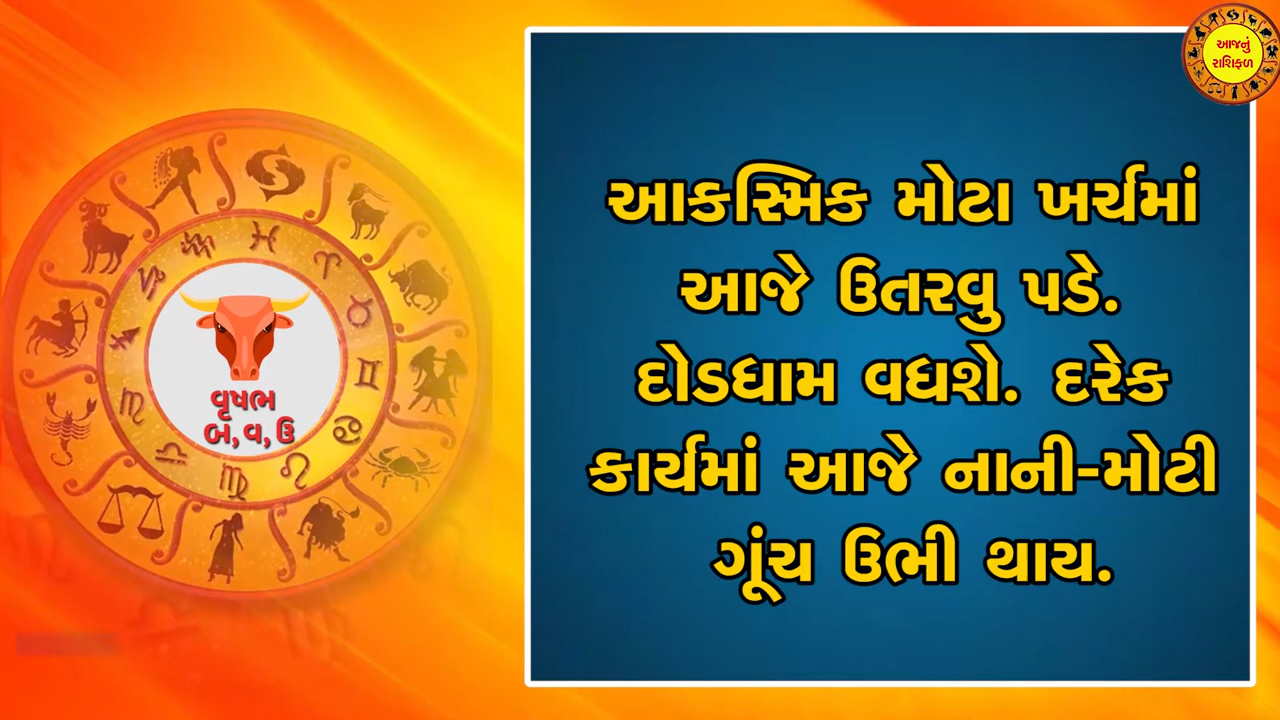 આજનું
રાશિફળ
આકસ્મિક મોટા ખર્ચમાં
આજે ઉતરવુ પડે.
દોડધામ વધશે. દરેક
કાર્યમાં આજે નાની-મોટી
ગૂંચ ઉભી થાય.
વૃષભ
બ, વ, ઉ